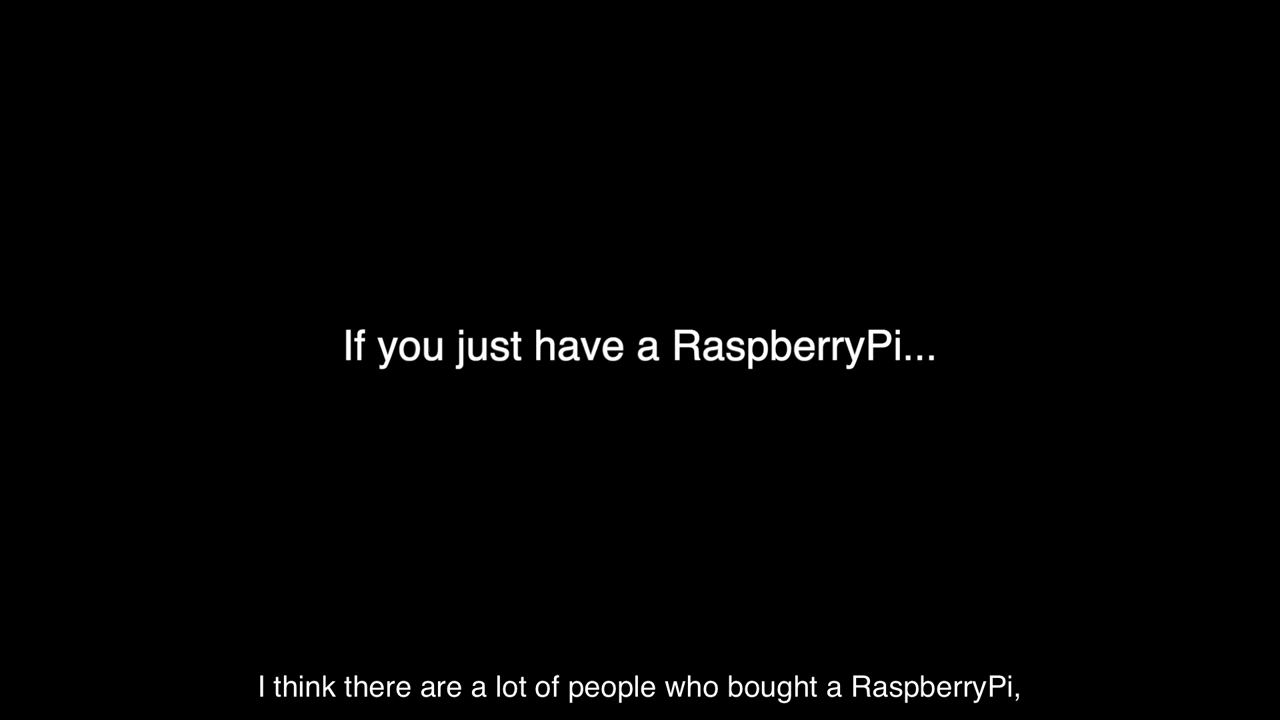 If you just have a RaspberryPi...
I think there are a lot of people who bought a RaspberryPi,